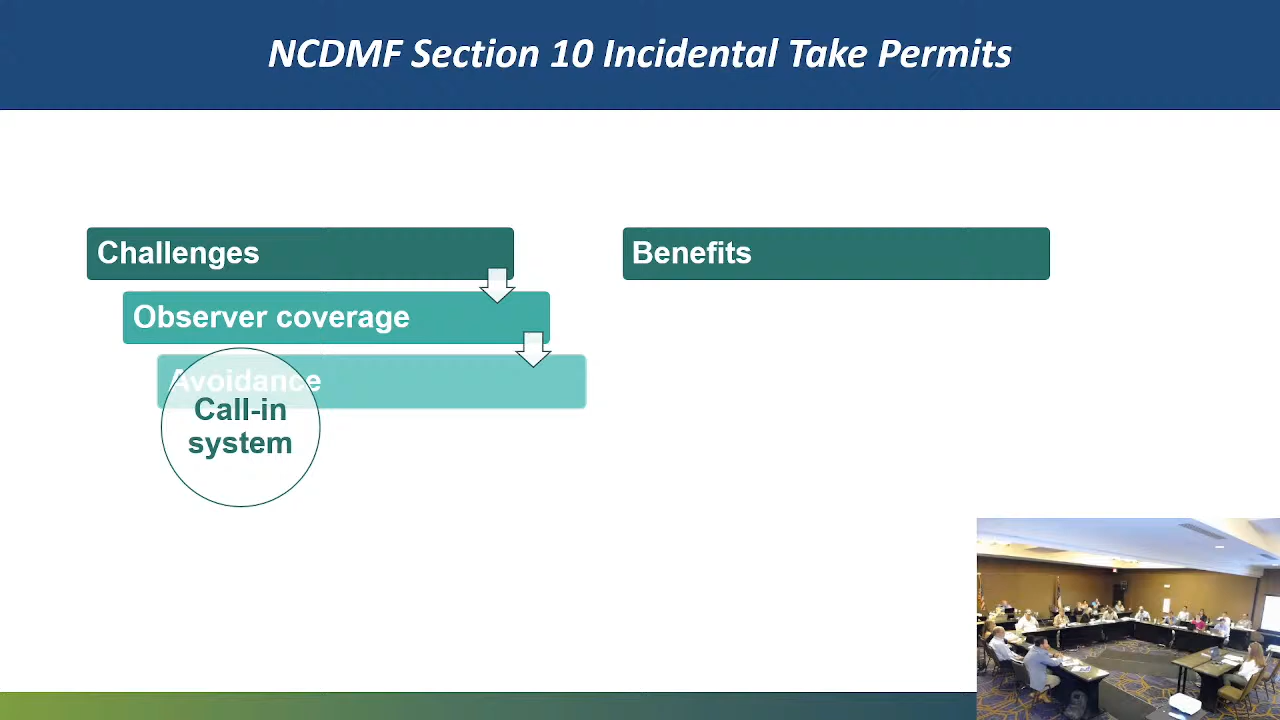 NCDMF Section 10 Incidental Take Permits
Challenges
Observer coverage
Avoidance
Call-in
system
Benefits